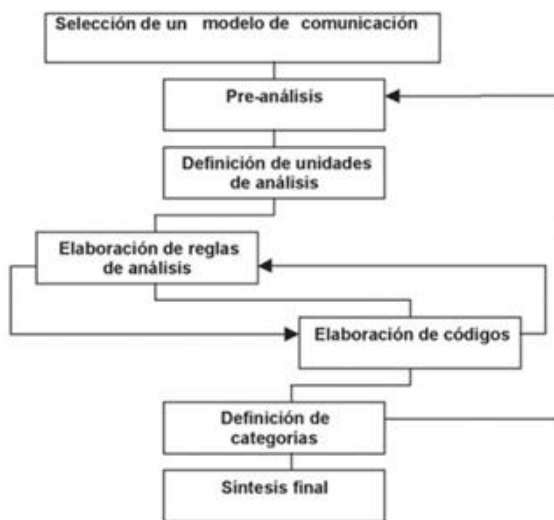 Selección de un modelo de comunicación
Pre-análisis
Definición de unidades
de análisis
Elaboración de reglas
de análisis
Elaboración de códigos
Definición de
categorias
Síntesis final